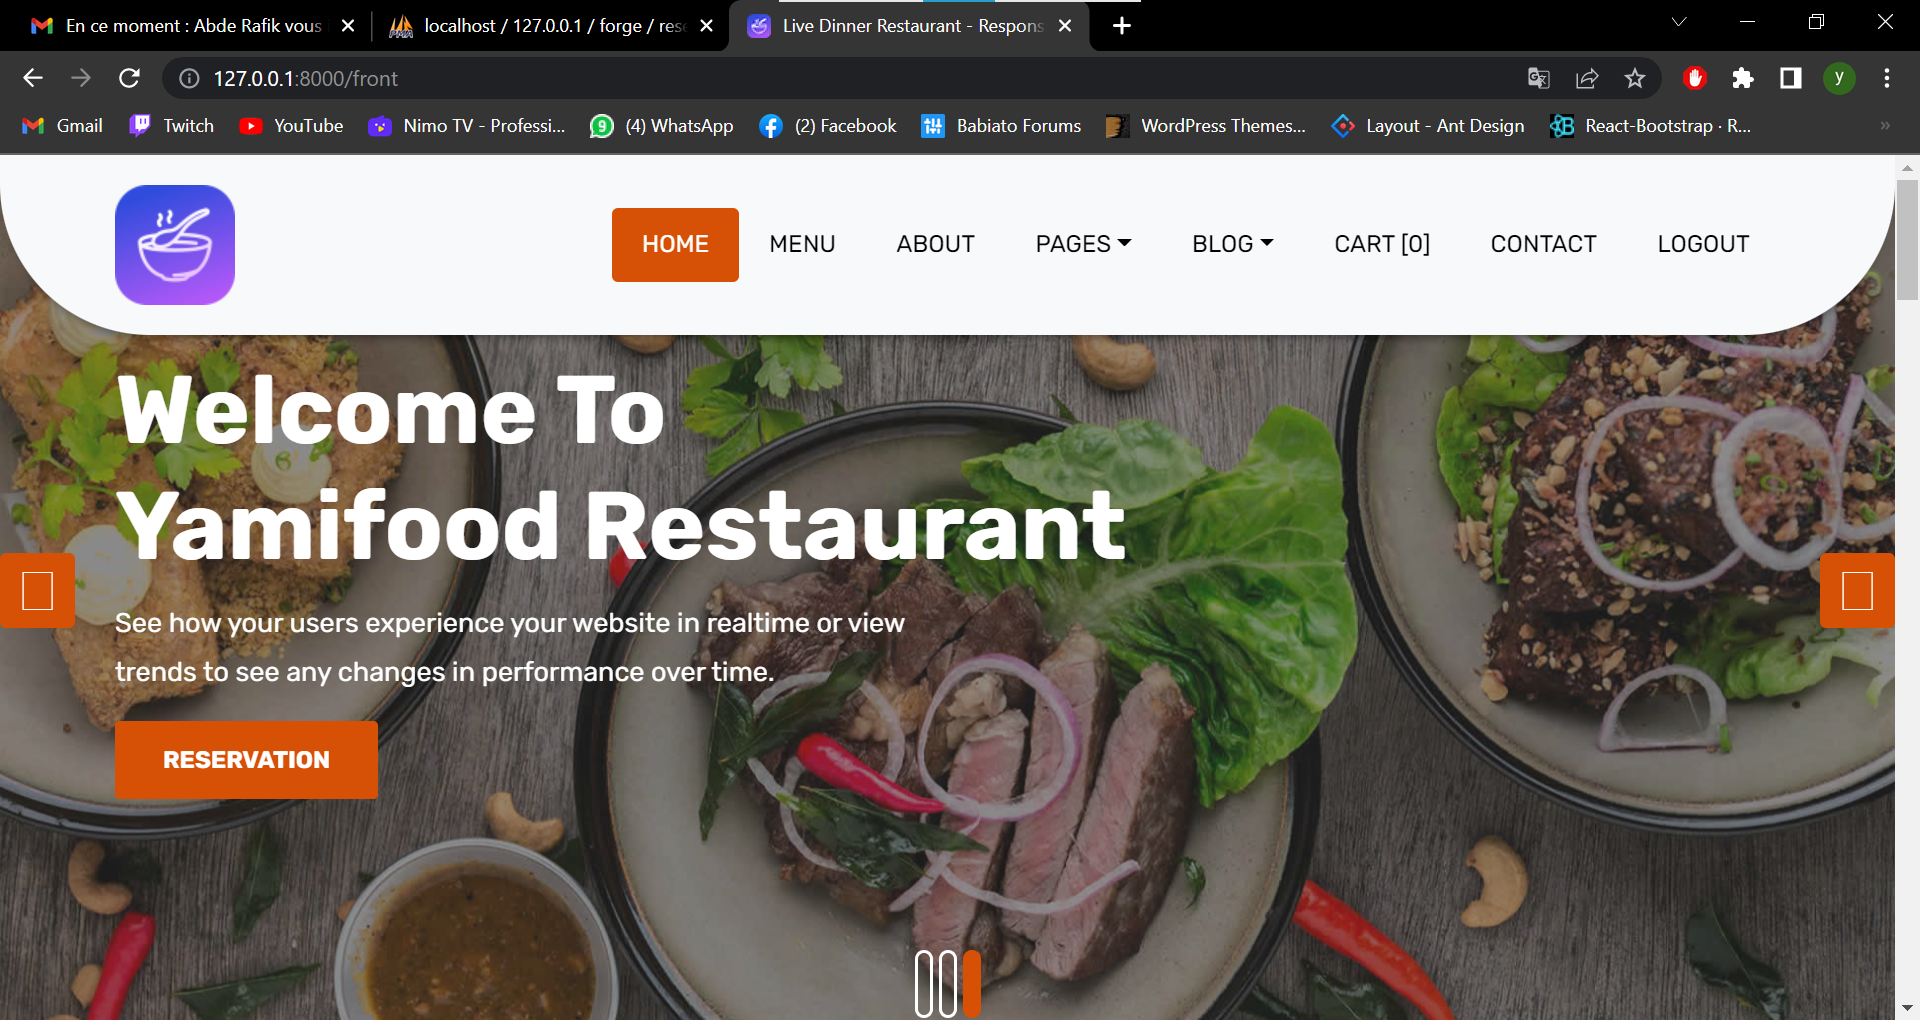 En ce moment : Abde Rafik vous
localhost / 127.0.0.1 / forge / rese
Live Dinner Restaurant - Respons
127.0.0.1:8000/front
y
Gmail
Twitch
YouTube
Nimo TV - Professi...
9
(4) WhatsApp
(2) Facebook
Babiato Forums
WordPress Themes...
Layout - Ant Design
React-Bootstrap · R...
»
HOME
MENU
ABOUT
PAGES
BLOG
CART [0]
CONTACT
LOGOUT
Welcome To
Yamifood Restaurant
See how your users experience your website in realtime or view
trends to see any changes in performance over time.
RESERVATION